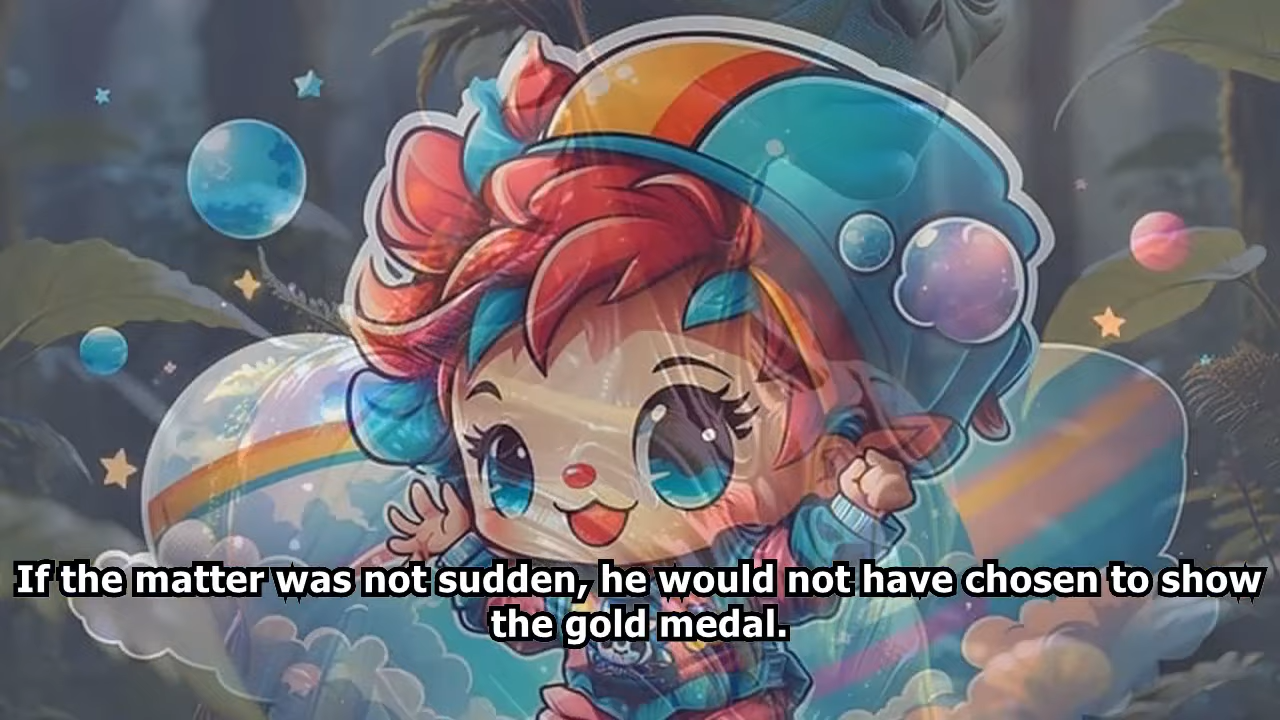 If the matter was not sudden, he would not have chosen to show
the gold medal.